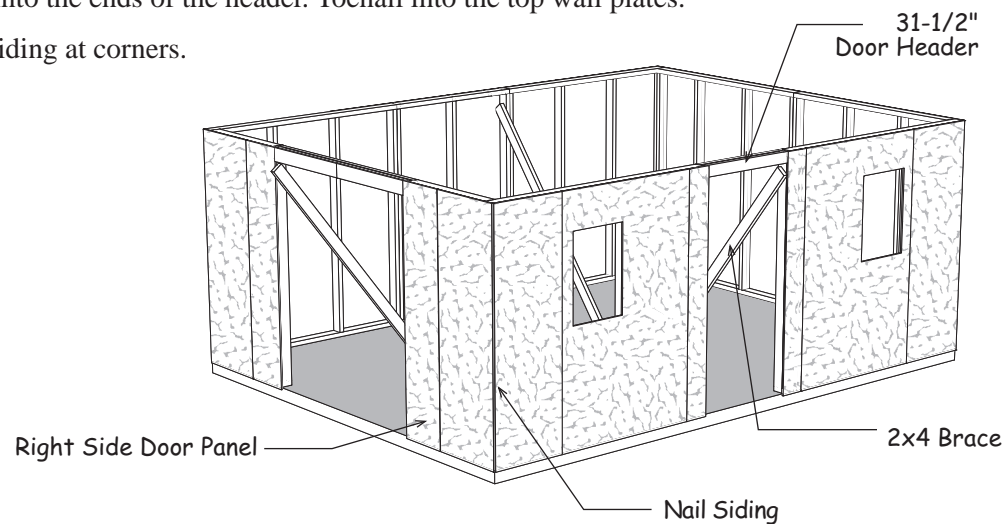 into the ends of the header. Toenail into the top wall plates.
siding at corners.
31-1/2"
Door Header
Right Side Door Panel
2x4 Brace
Nail Siding